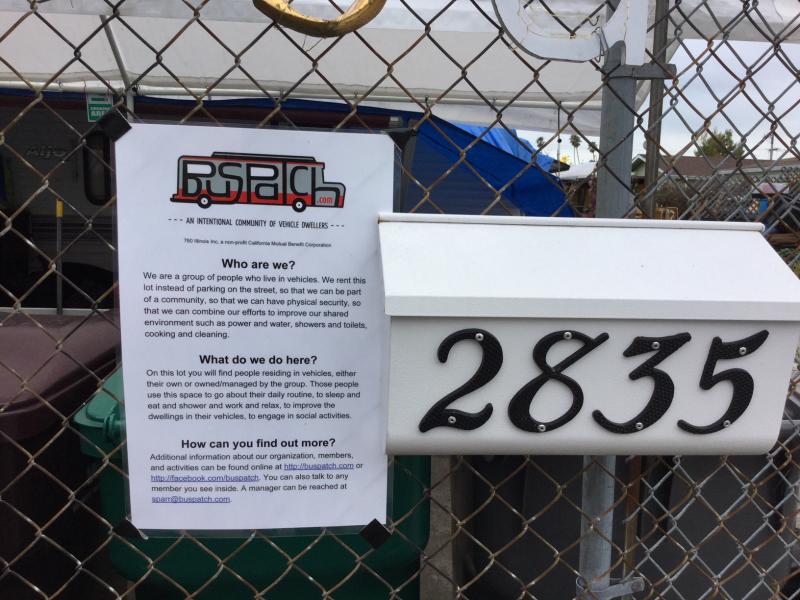 BusPatch
.com
--- AN INTENTIONAL COMMUNITY OF VEHICLE DWELLERS ---
760 Illinois Inc, a non-profit California Mutual Benefit Corporation
Who are we?
We are a group of people who live in vehicles. We rent this
lot instead of parking on the street, so that we can be part
of a community, so that we can have physical security, so
that we can combine our efforts to improve our shared
environment such as power and water, showers and toilets,
cooking and cleaning.
What do we do here?
On this lot you will find people residing in vehicles, either
their own or owned/managed by the group. Those people
use this space to go about their daily routine, to sleep and
eat and shower and work and relax, to improve the
dwellings in their vehicles, to engage in social activities.
How can you find out more?
Additional information about our organization, members,
and activities can be found online at http://buspatch.com or
http://facebook.com/buspatch. You can also talk to any
member you see inside. A manager can be reached at
sparr@buspatch.com.
2835